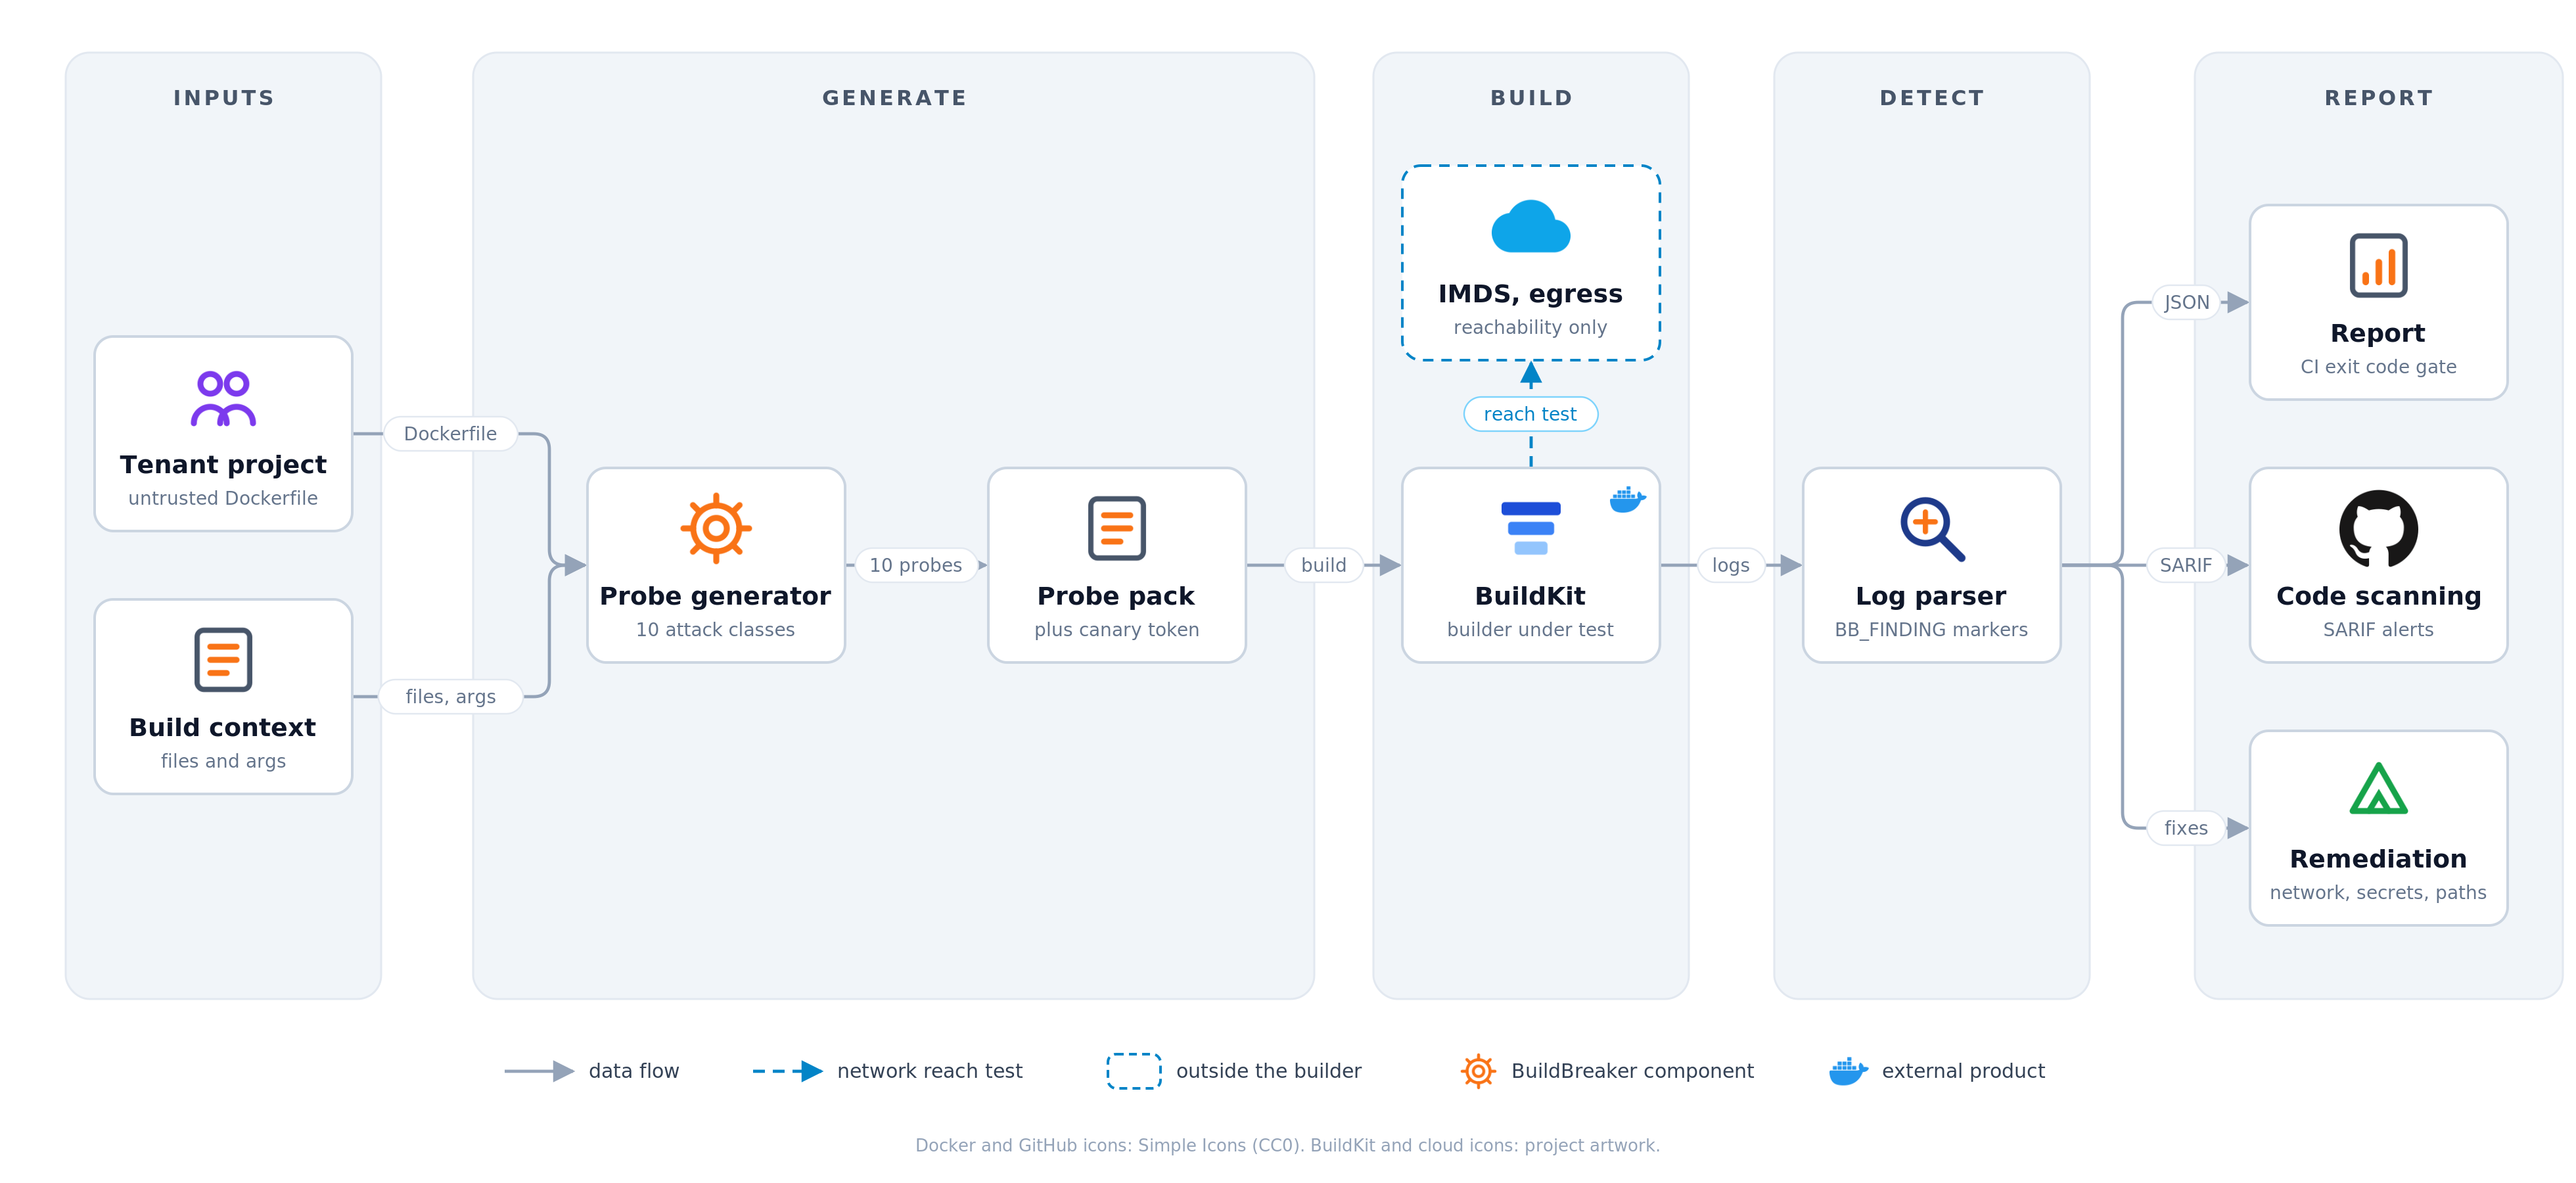 INPUTS
GENERATE
BUILD
DETECT
REPORT
Tenant project
untrusted Dockerfile
Build context
files and args
Dockerfile
files, args
Probe generator
10 attack classes
10 probes
Probe pack
plus canary token
build
IMDS, egress
reachability only
reach test
BuildKit
builder under test
logs
Log parser
BB_FINDING markers
JSON
SARIF
fixes
Report
CI exit code gate
Code scanning
SARIF alerts
Remediation
network, secrets, paths
data flow
network reach test
outside the builder
BuildBreaker component
external product
Docker and GitHub icons: Simple Icons (CC0). BuildKit and cloud icons: project artwork.